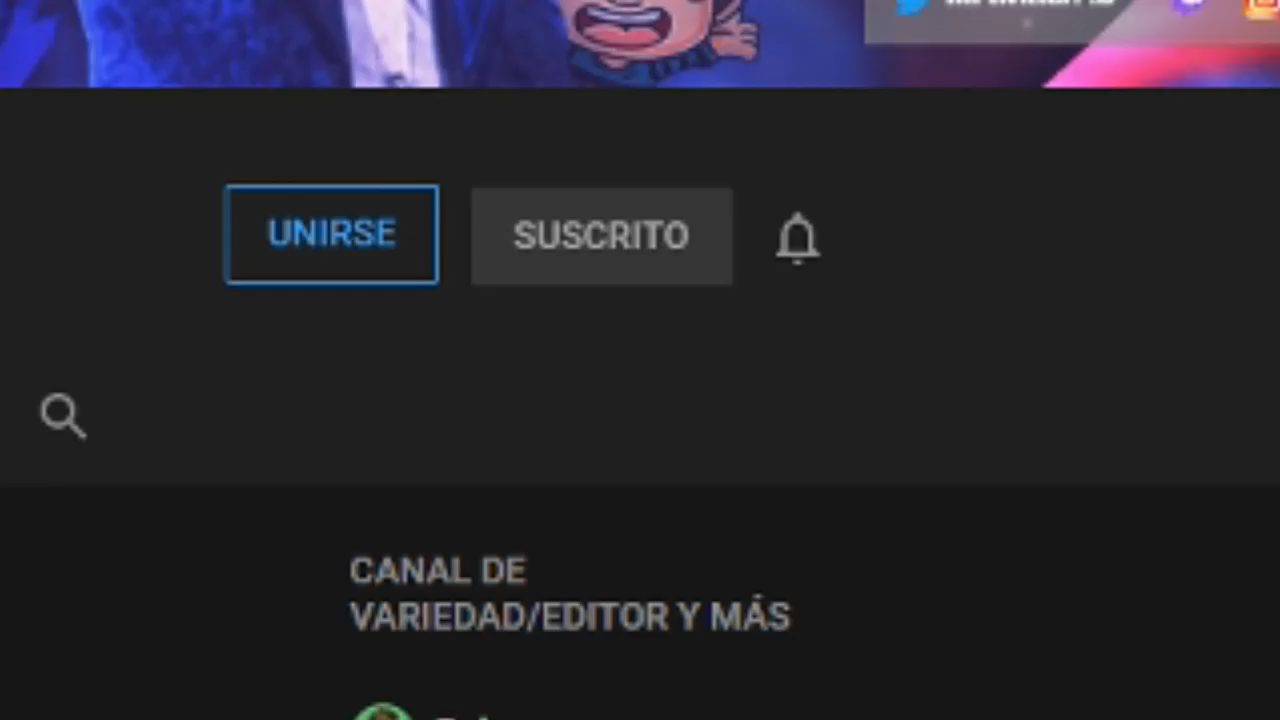 UNIRSE
SUSCRITO
CANAL DE
VARIEDAD/EDITOR Y MÁS